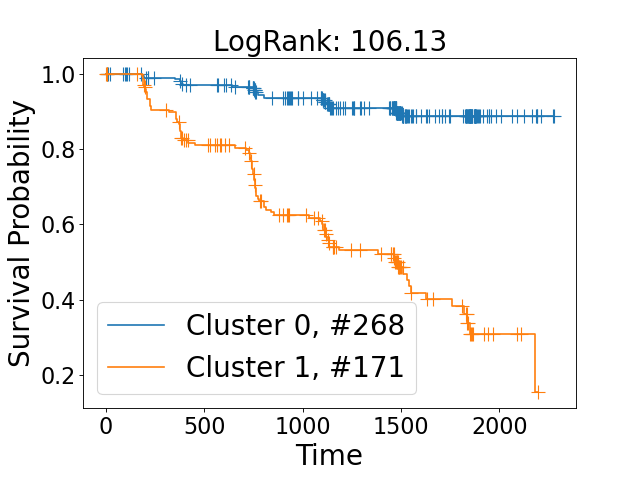 LogRank: 106.13
Survival Probability
1.0
0.8
0.6
0.4
0.2
Cluster 0, #268
Cluster 1, #171
0 500 1000 1500 2000
Time